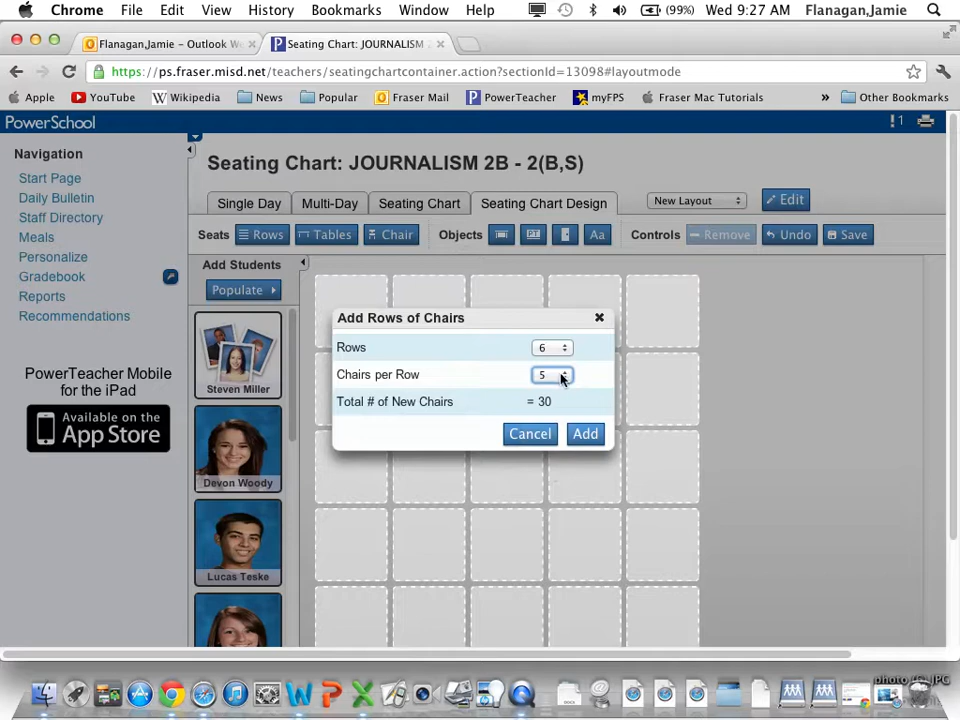 Chrome File Edit View History Bookmarks Window Help (99%) Wed 9:27 AM Flanagan,Jamie
Flanagan,Jamie – Outlook W
Seating Chart: JOURNALISM 2
https://ps.fraser.misd.net/teachers/seatingchartcontainer.action?sectionId=13098#layoutmode
Apple YouTube Wikipedia News Popular Fraser Mail PowerTeacher myFPS Fraser Mac Tutorials » Other Bookmarks
PowerSchool
!1
Navigation
Start Page
Daily Bulletin
Staff Directory
Meals
Personalize
Gradebook
Reports
Recommendations
PowerTeacher Mobile
for the iPad
Available on the
App Store
Seating Chart: JOURNALISM 2B - 2(B,S)
Single Day Multi-Day Seating Chart Seating Chart Design New Layout Edit
Seats Rows Tables Chair Objects PT Aa Controls Remove Undo Save
Add Students
Populate
Steven Miller
Devon Woody
Lucas Teske
Add Rows of Chairs
Rows 6
Chairs per Row 5
Total # of New Chairs = 30
Cancel Add
photo (C).JPG